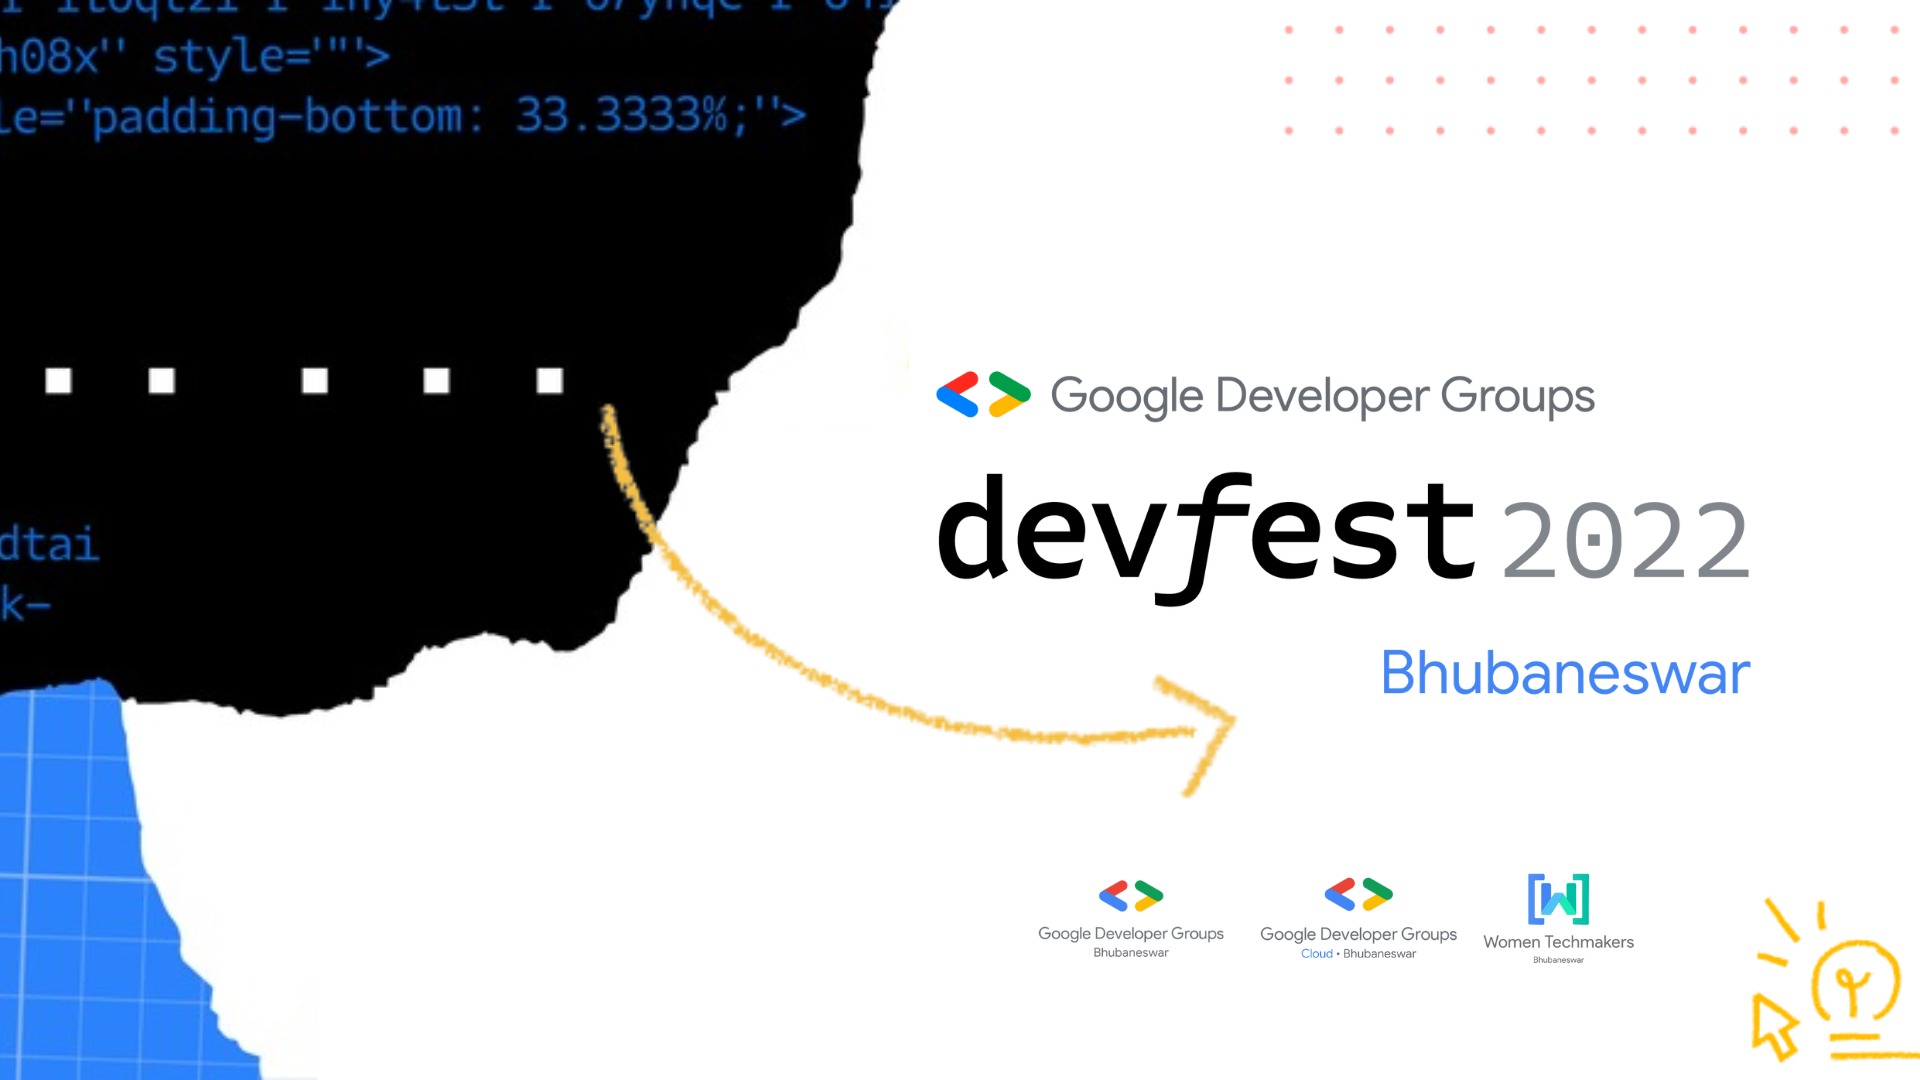 h08x" style='"'>
le="padding-bottom: 33.3333%;">
dtai
k-
Google Developer Groups
devfest 2022
Bhubaneswar
Google Developer Groups
Bhubaneswar
Google Developer Groups
Cloud • Bhubaneswar
Women Techmakers
Bhubaneswar